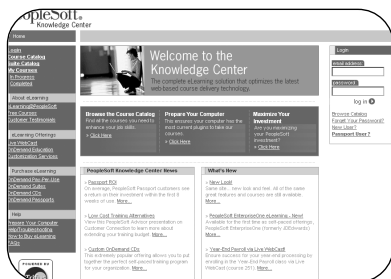 PeopleSoft.
Knowledge Center
Home
Login
Course Catalog
Suite Catalog
My Courses
In Progress
Completed
About eLearning
eLearning@PeopleSoft
Free Courses
Customer Testimonials
eLearning Offerings
Live WebCast
OnDemand Education
Customization Services
Purchase eLearning
OnDemand Pay-Per-Use
OnDemand Suites
OnDemand CDs
OnDemand Passports
Help
Prepare Your Computer
Help/Troubleshooting
How to Buy eLearning
FAQs
POWERED BY
Welcome to the
Knowledge Center
The complete eLearning solution that optimizes the latest
web-based course delivery technology.
Browse the Course Catalog
Find all the courses you need to
enhance your job skills.
» Click Here
Prepare Your Computer
This ensures your computer has the
most current plugins to take our
courses.
» Click Here
Maximize Your
Investment
Are you maximizing
your PeopleSoft
investment?
» Click Here
PeopleSoft Knowledge Center News
» Passport ROI
On Average, PeopleSoft Passport customers see
a return on their investment within the first 6
weeks of use. More...
» Low Cost Training Alternatives
View this PeopleSoft Advisor presentation on
Customer Connection to learn more about
extending your training budget. More...
» Custom OnDemand CDs
This extremely popular offering allows you to put
together the perfect self-paced training program
for your organization. More...
What's New
» New Look!
Same site... new look and feel. All of the same
great features and courses are still available.
More...
» PeopleSoft EnterpriseOne eLearning - New!
Available for the first time as self-paced offerings,
PeopleSoft EnterpriseOne (formerly JDEdwards).
More...
» Year-End Payroll via Live WebCast!
Ensure success for your year-end processing by
enrolling in the Year-End Payroll via Live
WebCast (course 251). More...
Login
email address:
password:
log in
Browse Catalog
Forget Your Password?
New User?
Passport User?